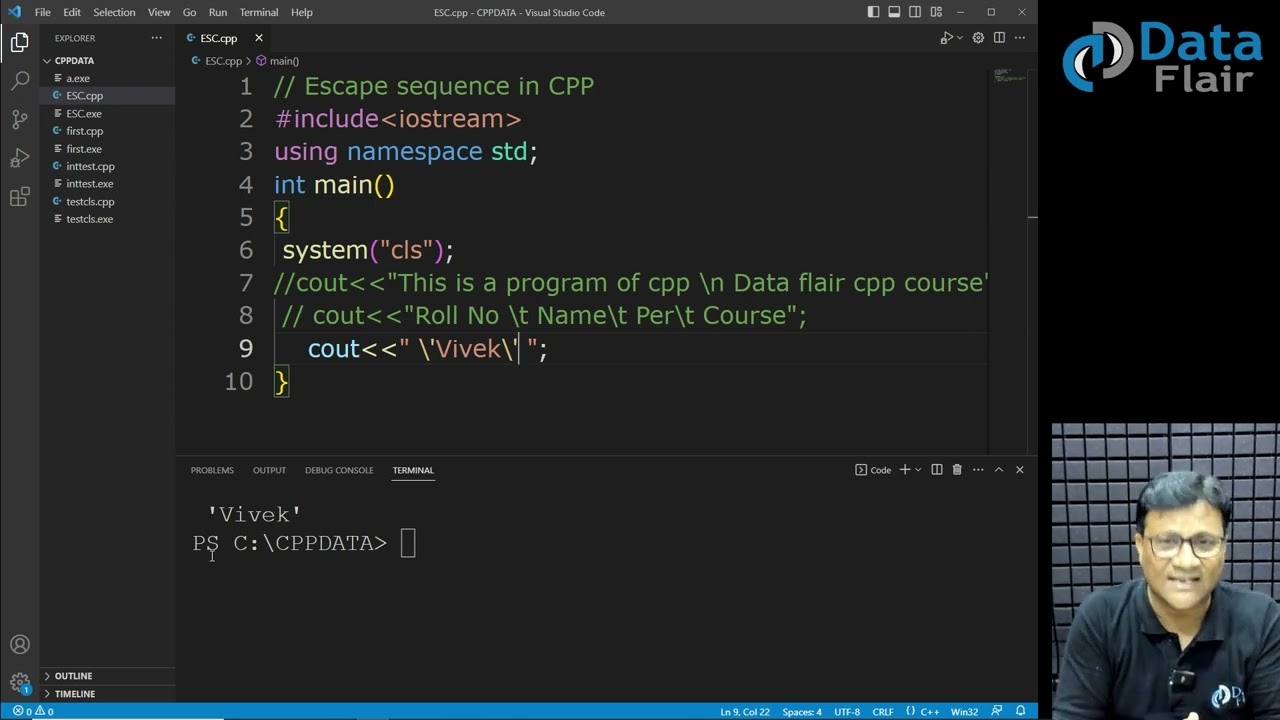 File Edit Selection View Go Run Terminal Help
ESC.cpp - CPPDATA - Visual Studio Code
Data
Flair
EXPLORER
CPPDATA
a.exe
ESC.cpp
ESC.exe
first.cpp
first.exe
inttest.cpp
inttest.exe
testcls.cpp
testcls.exe
OUTLINE
TIMELINE
ESC.cpp
ESC.cpp > main()
1 // Escape sequence in CPP
2 #include<iostream>
3 using namespace std;
4 int main()
5 {
6 system("cls");
7 //cout<<"This is a program of cpp \n Data flair cpp course"
8 // cout<<"Roll No \t Name\t Per\t Course";
9 cout<<" \'Vivek\' ";
10 }
PROBLEMS OUTPUT DEBUG CONSOLE TERMINAL
Code
'Vivek'
PS C:\CPPDATA>
1
0 0
Ln 9, Col 22 Spaces: 4 UTF-8 CRLF {} C++ Win32